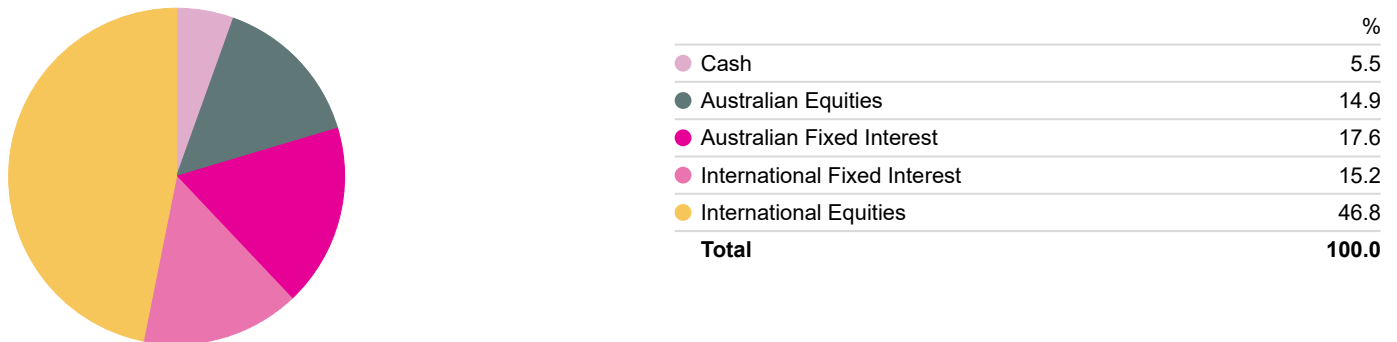 %
Cash 5.5
Australian Equities 14.9
Australian Fixed Interest 17.6
International Fixed Interest 15.2
International Equities 46.8
Total 100.0